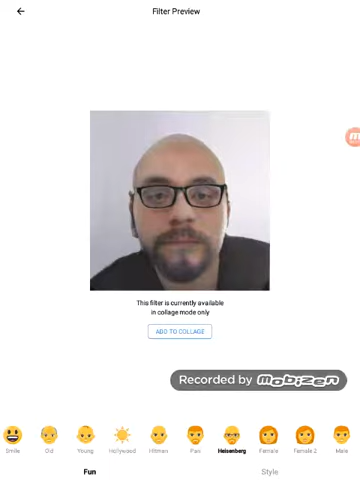 Filter Preview
This filter is currently available
in collage mode only
ADD TO COLLAGE
Recorded by mobizen
Smile Old Young Hollywood Hitman Pan Heisenberg Female Female 2 Male
Fun Style